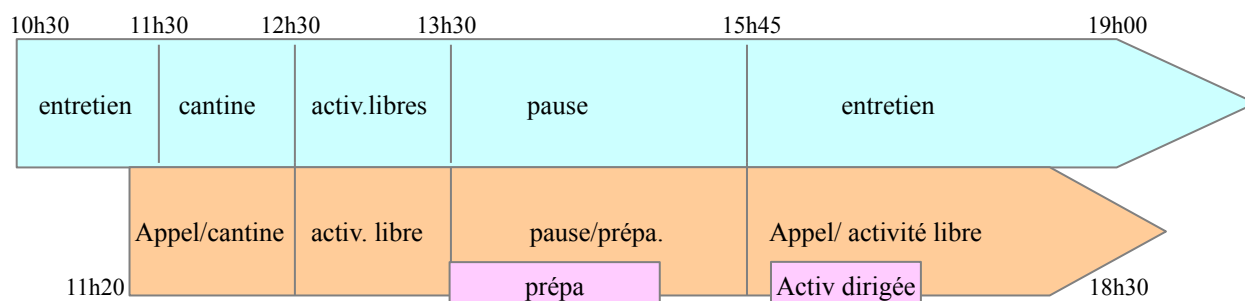 10h30 11h30 12h30 13h30 15h45 19h00
entretien cantine activ.libres pause entretien
Appel/cantine activ. libre pause/prépa. Appel/ activité libre
11h20 prépa Activ dirigée 18h30